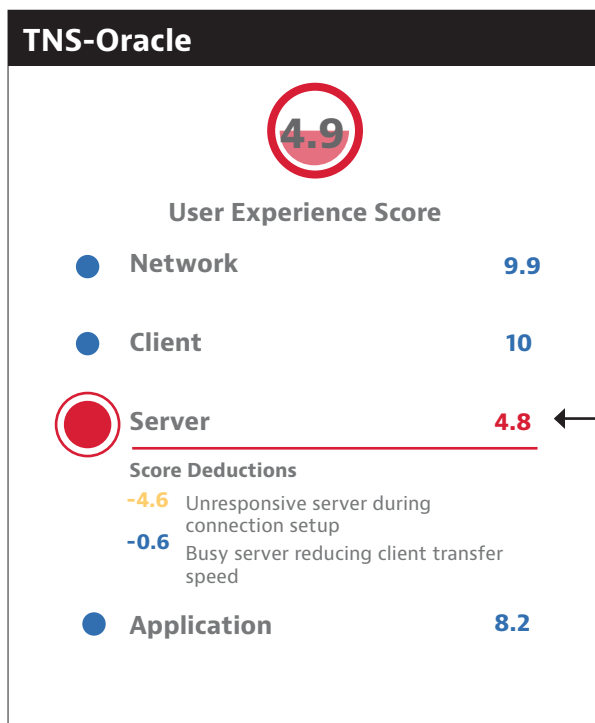 TNS-Oracle
4.9
User Experience Score
Network 9.9
Client 10
Server 4.8
Score Deductions
-4.6 Unresponsive server during
connection setup
-0.6 Busy server reducing client transfer
speed
Application 8.2